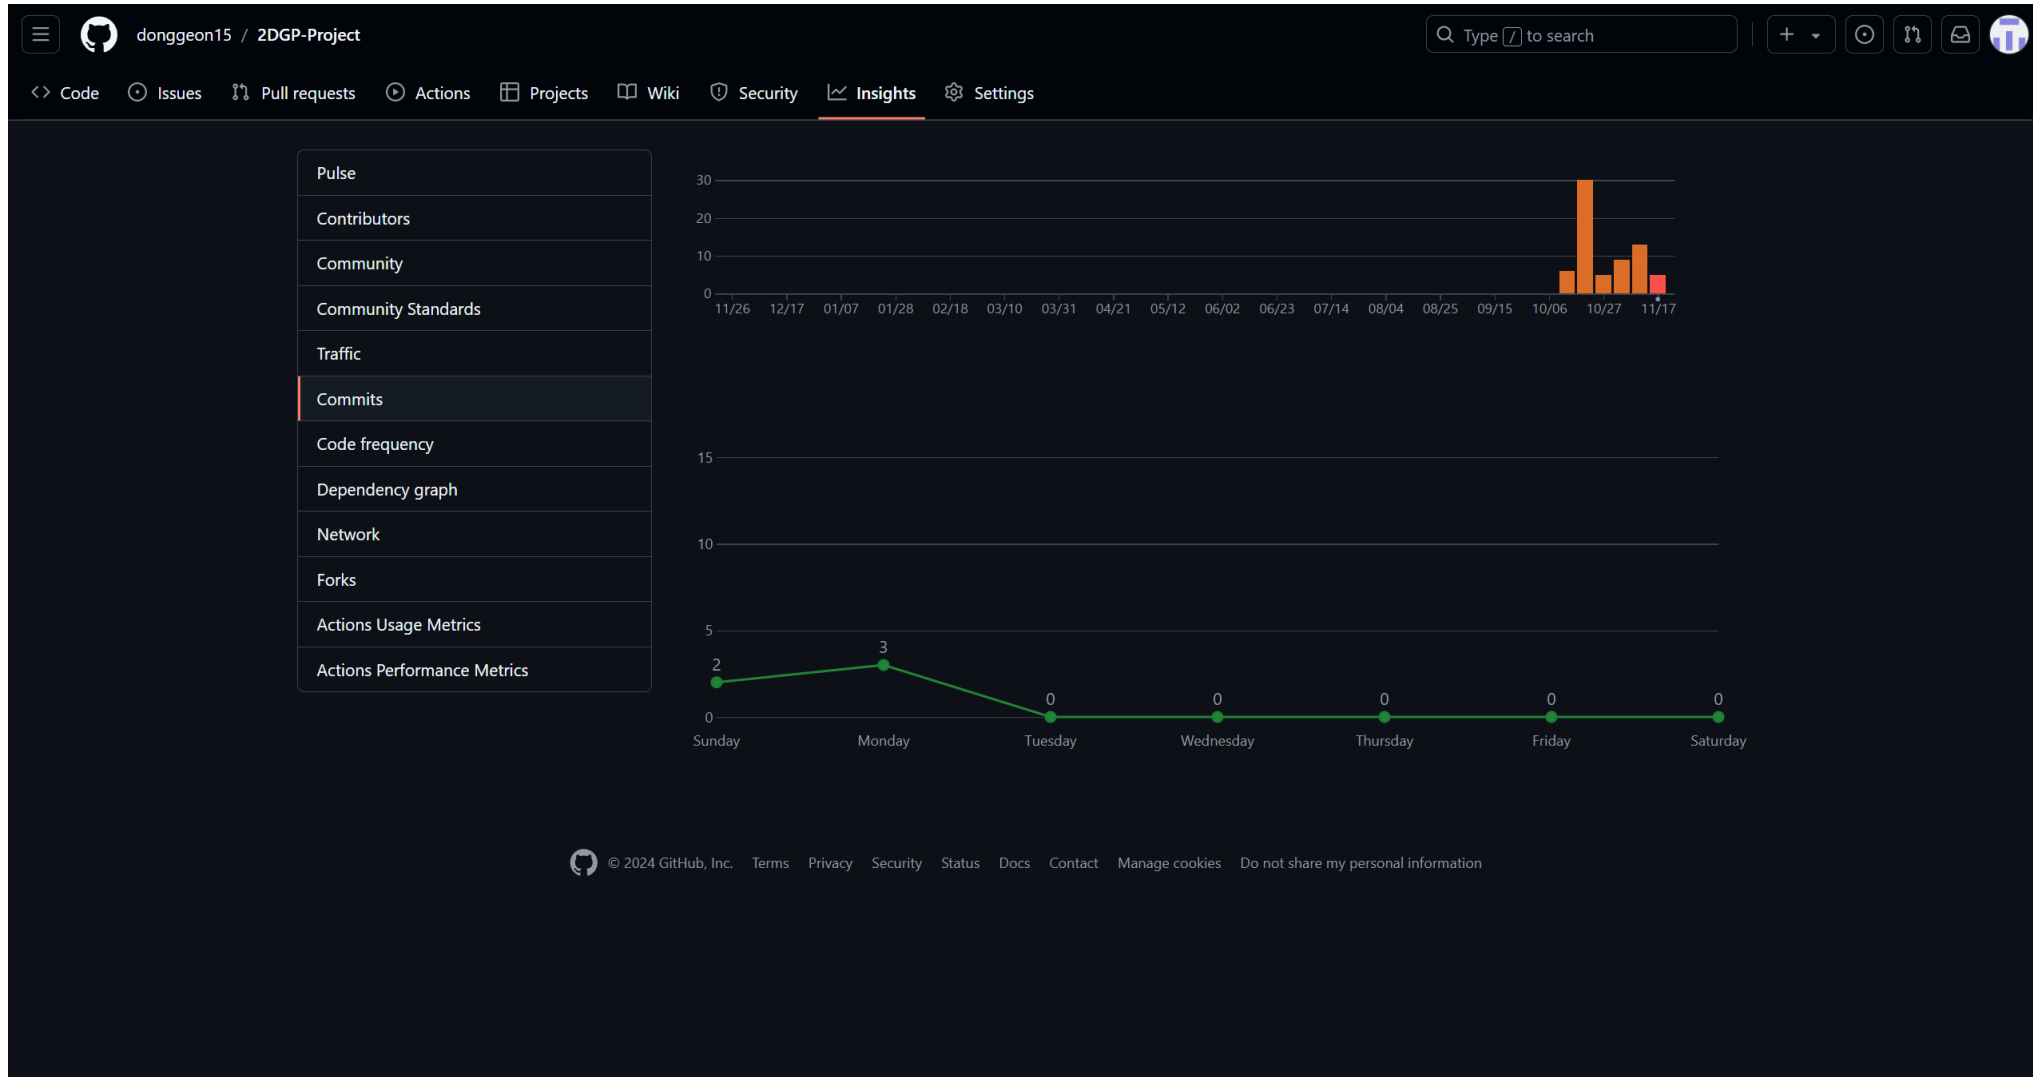 donggeon15 / 2DGP-Project
Type / to search
Code Issues Pull requests Actions Projects Wiki Security Insights Settings
Pulse
Contributors
Community
Community Standards
Traffic
Commits
Code frequency
Dependency graph
Network
Forks
Actions Usage Metrics
Actions Performance Metrics
30
20
10
0
11/26 12/17 01/07 01/28 02/18 03/10 03/31 04/21 05/12 06/02 06/23 07/14 08/04 08/25 09/15 10/06 10/27 11/17
15
10
5
0
2 3 0 0 0 0 0
Sunday Monday Tuesday Wednesday Thursday Friday Saturday
© 2024 GitHub, Inc. Terms Privacy Security Status Docs Contact Manage cookies Do not share my personal information